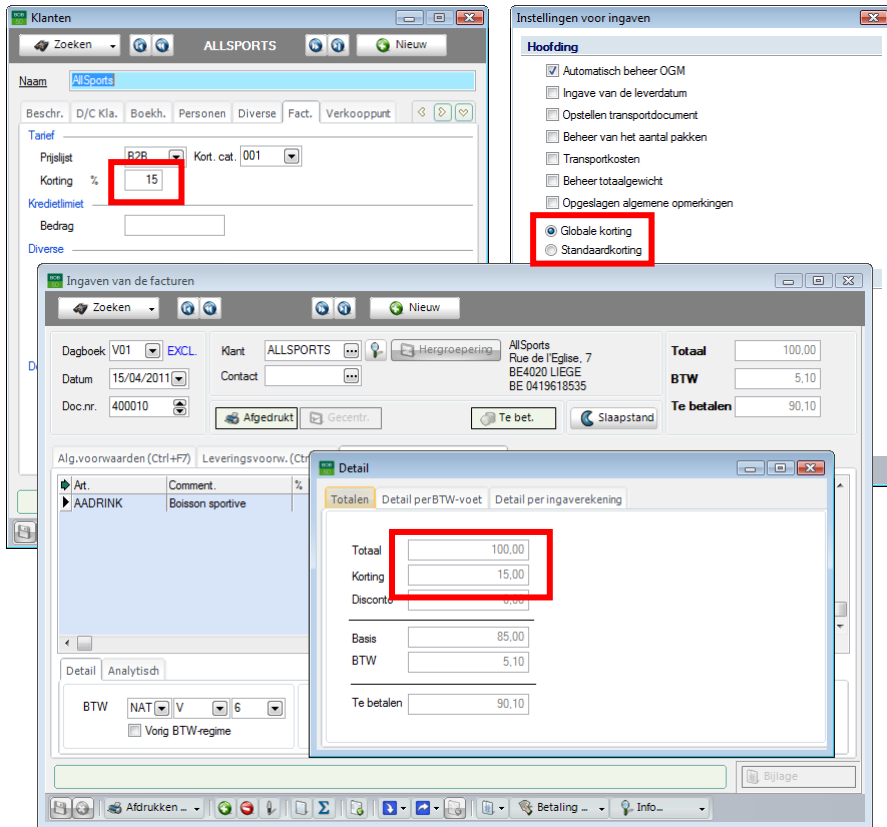 Klanten
Zoeken
ALLSPORTS
Nieuw
Naam
AllSports
Beschr. D/C Kla. Boekh. Personen Diverse Fact. Verkooppunt
Tarief
Prijslijst B2B Kort. cat. 001
Korting % 15
Kredietlimiet
Bedrag
Diverse
Instellingen voor ingaven
Hoofding
Automatisch beheer OGM
Ingave van de leverdatum
Opstellen transportdocument
Beheer van het aantal pakken
Transportkosten
Beheer totaalgewicht
Opgeslagen algemene opmerkingen
Globale korting
Standaardkorting
Ingaven van de facturen
Zoeken
Nieuw
Dagboek V01 EXCL.
Datum 15/04/2011
Doc.nr. 400010
Klant ALLSPORTS Hergroepering
Contact
AllSports
Rue de l'Eglise, 7
BE4020 LIEGE
BE 0419618535
Afgedrukt Gecentr. Te bet. Slaapstand
Totaal 100,00
BTW 5,10
Te betalen 90,10
Alg.voorwaarden (Ctrl+F7) Leveringsvoorw. (Ctr
Art. Comment. %
AADRINK Boisson sportive
Detail Analytisch
BTW NAT V 6
Vorig BTW-regime
Detail
Totalen Detail perBTW-voet Detail per ingaverekening
Totaal 100,00
Korting 15,00
Disconto 0,00
Basis 85,00
BTW 5,10
Te betalen 90,10
Bijlage
Afdrukken ... Σ Betaling ... Info...